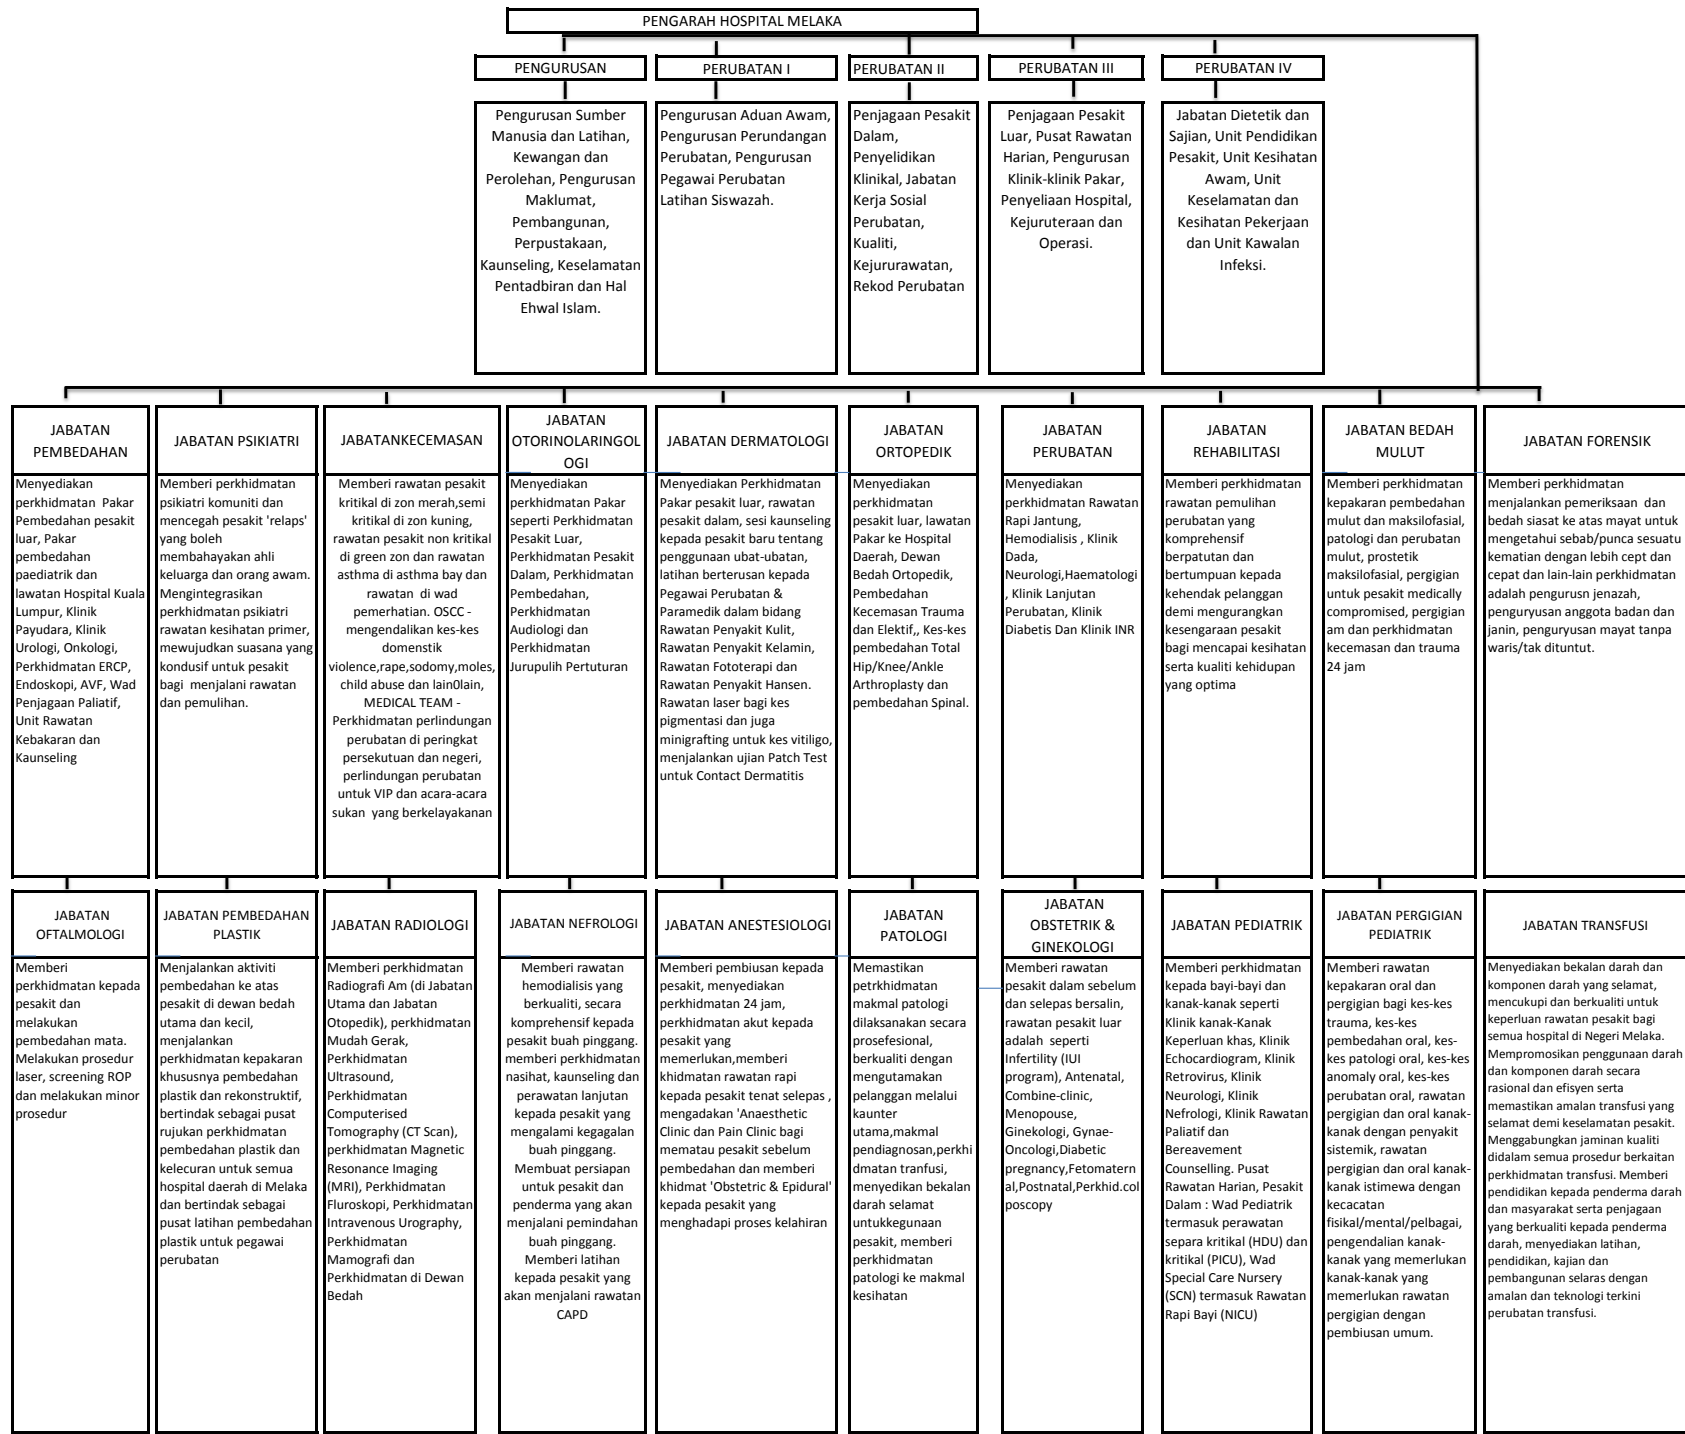 PENGARAH HOSPITAL MELAKA
PENGURUSAN
Pengurusan Sumber
Manusia dan Latihan,
Kewangan dan
Perolehan, Pengurusan
Maklumat,
Pembangunan,
Perpustakaan,
Kaunseling, Keselamatan
Pentadbiran dan Hal
Ehwal Islam.
PERUBATAN I
Pengurusan Aduan Awam,
Pengurusan Perundangan
Perubatan, Pengurusan
Pegawai Perubatan
Latihan Siswazah.
PERUBATAN II
Penjagaan Pesakit
Dalam,
Penyelidikan
Klinikal, Jabatan
Kerja Sosial
Perubatan,
Kualiti,
Kejururawatan,
Rekod Perubatan
PERUBATAN III
Penjagaan Pesakit
Luar, Pusat Rawatan
Harian, Pengurusan
Klinik-klinik Pakar,
Penyeliaan Hospital,
Kejuruteraan dan
Operasi.
PERUBATAN IV
Jabatan Dietetik dan
Sajian, Unit Pendidikan
Pesakit, Unit Kesihatan
Awam, Unit
Keselamatan dan
Kesihatan Pekerjaan
dan Unit Kawalan
Infeksi.
JABATAN
PEMBEDAHAN
Menyediakan
perkhidmatan  Pakar
Pembedahan pesakit
luar, Pakar
pembedahan
paediatrik dan
lawatan Hospital Kuala
Lumpur, Klinik
Payudara, Klinik
Urologi, Onkologi,
Perkhidmatan ERCP,
Endoskopi, AVF, Wad
Penjagaan Paliatif,
Unit Rawatan
Kebakaran dan
Kaunseling
JABATAN PSIKIATRI
Memberi perkhidmatan
psikiatri komuniti dan
mencegah pesakit 'relaps'
yang boleh
membahayakan ahli
keluarga dan orang awam.
Mengintegrasikan
perkhidmatan psikiatri
rawatan kesihatan primer,
mewujudkan suasana yang
kondusif untuk pesakit
bagi  menjalani rawatan
dan pemulihan.
JABATANKECEMASAN
Memberi rawatan pesakit
kritikal di zon merah,semi
kritikal di zon kuning,
rawatan pesakit non kritikal
di green zon dan rawatan
asthma di asthma bay dan
rawatan  di wad
pemerhatian. OSCC -
mengendalikan kes-kes
domenstik
violence,rape,sodomy,moles,
child abuse dan lain0lain,
MEDICAL TEAM -
Perkhidmatan perlindungan
perubatan di peringkat
persekutuan dan negeri,
perlindungan perubatan
untuk VIP dan acara-acara
sukan  yang berkelayakanan
JABATAN
OTORINOLARINGOL
OGI
Menyediakan
perkhidmatan Pakar
seperti Perkhidmatan
Pesakit Luar,
Perkhidmatan Pesakit
Dalam, Perkhidmatan
Pembedahan,
Perkhidmatan
Audiologi dan
Perkhidmatan
Jurupulih Pertuturan
JABATAN DERMATOLOGI
Menyediakan Perkhidmatan
Pakar pesakit luar, rawatan
pesakit dalam, sesi kaunseling
kepada pesakit baru tentang
penggunaan ubat-ubatan,
latihan berterusan kepada
Pegawai Perubatan &
Paramedik dalam bidang
Rawatan Penyakit Kulit,
Rawatan Penyakit Kelamin,
Rawatan Fototerapi dan
Rawatan Penyakit Hansen.
Rawatan laser bagi kes
pigmentasi dan juga
minigrafting untuk kes vitiligo,
menjalankan ujian Patch Test
untuk Contact Dermatitis
JABATAN
ORTOPEDIK
Menyediakan
perkhidmatan
pesakit luar, lawatan
Pakar ke Hospital
Daerah, Dewan
Bedah Ortopedik,
Pembedahan
Kecemasan Trauma
dan Elektif,, Kes-kes
pembedahan Total
Hip/Knee/Ankle
Arthroplasty dan
pembedahan Spinal.
JABATAN
PERUBATAN
Menyediakan
perkhidmatan Rawatan
Rapi Jantung,
Hemodialisis , Klinik
Dada,
Neurologi,Haematologi
, Klinik Lanjutan
Perubatan, Klinik
Diabetis Dan Klinik INR
JABATAN
REHABILITASI
Memberi perkhidmatan
rawatan pemulihan
perubatan yang
komprehensif
berpatutan dan
bertumpuan kepada
kehendak pelanggan
demi mengurangkan
kesengaraan pesakit
bagi mencapai kesihatan
serta kualiti kehidupan
yang optima
JABATAN BEDAH
MULUT
Memberi perkhidmatan
kepakaran pembedahan
mulut dan maksilofasial,
patologi dan perubatan
mulut, prostetik
maksilofasial, pergigian
untuk pesakit medically
compromised, pergigian
am dan perkhidmatan
kecemasan dan trauma
24 jam
JABATAN FORENSIK
Memberi perkhidmatan
menjalankan pemeriksaan  dan
bedah siasat ke atas mayat untuk
mengetahui sebab/punca sesuatu
kematian dengan lebih cept dan
cepat dan lain-lain perkhidmatan
adalah pengurusn jenazah,
penguryusan anggota badan dan
janin, penguryusan mayat tanpa
waris/tak dituntut.
JABATAN
OFTALMOLOGI
Memberi
perkhidmatan kepada
pesakit dan
melakukan
pembedahan mata.
Melakukan prosedur
laser, screening ROP
dan melakukan minor
prosedur
JABATAN PEMBEDAHAN
PLASTIK
Menjalankan aktiviti
pembedahan ke atas
pesakit di dewan bedah
utama dan kecil,
menjalankan
perkhidmatan kepakaran
khususnya pembedahan
plastik dan rekonstruktif,
bertindak sebagai pusat
rujukan perkhidmatan
pembedahan plastik dan
kelecuran untuk semua
hospital daerah di Melaka
dan bertindak sebagai
pusat latihan pembedahan
plastik untuk pegawai
perubatan
JABATAN RADIOLOGI
Memberi perkhidmatan
Radiografi Am (di Jabatan
Utama dan Jabatan
Otopedik), perkhidmatan
Mudah Gerak,
Perkhidmatan
Ultrasound,
Perkhidmatan
Computerised
Tomography (CT Scan),
perkhidmatan Magnetic
Resonance Imaging
(MRI), Perkhidmatan
Fluroskopi, Perkhidmatan
Intravenous Urography,
Perkhidmatan
Mamografi dan
Perkhidmatan di Dewan
Bedah
JABATAN NEFROLOGI
Memberi rawatan
hemodialisis yang
berkualiti, secara
komprehensif kepada
pesakit buah pinggang.
memberi perkhidmatan
nasihat, kaunseling dan
perawatan lanjutan
kepada pesakit yang
mengalami kegagalan
buah pinggang.
Membuat persiapan
untuk pesakit dan
penderma yang akan
menjalani pemindahan
buah pinggang.
Memberi latihan
kepada pesakit yang
akan menjalani rawatan
CAPD
JABATAN ANESTESIOLOGI
Memberi pembiusan kepada
pesakit, menyediakan
perkhidmatan 24 jam,
perkhidmatan akut kepada
pesakit yang
memerlukan,memberi
khidmatan rawatan rapi
kepada pesakit tenat selepas ,
mengadakan 'Anaesthetic
Clinic dan Pain Clinic bagi
mematau pesakit sebelum
pembedahan dan memberi
khidmat 'Obstetric & Epidural'
kepada pesakit yang
menghadapi proses kelahiran
JABATAN
PATOLOGI
Memastikan
petrkhidmatan
makmal patologi
dilaksanakan secara
prosefesional,
berkualiti dengan
mengutamakan
pelanggan melalui
kaunter
utama,makmal
pendiagnosan,perkhi
dmatan tranfusi,
menyedikan bekalan
darah selamat
untukkegunaan
pesakit, memberi
perkhidmatan
patologi ke makmal
kesihatan
JABATAN
OBSTETRIK &
GINEKOLOGI
Memberi rawatan
pesakit dalam sebelum
dan selepas bersalin,
rawatan pesakit luar
adalah  seperti
Infertility (IUI
program), Antenatal,
Combine-clinic,
Menopouse,
Ginekologi, Gynae-
Oncologi,Diabetic
pregnancy,Fetomatern
al,Postnatal,Perkhid.col
poscopy
JABATAN PEDIATRIK
Memberi perkhidmatan
kepada bayi-bayi dan
kanak-kanak seperti
Klinik kanak-Kanak
Keperluan khas, Klinik
Echocardiogram, Klinik
Retrovirus, Klinik
Neurologi, Klinik
Nefrologi, Klinik Rawatan
Paliatif dan
Bereavement
Counselling. Pusat
Rawatan Harian, Pesakit
Dalam : Wad Pediatrik
termasuk perawatan
separa kritikal (HDU) dan
kritikal (PICU), Wad
Special Care Nursery
(SCN) termasuk Rawatan
Rapi Bayi (NICU)
JABATAN PERGIGIAN
PEDIATRIK
Memberi rawatan
kepakaran oral dan
pergigian bagi kes-kes
trauma, kes-kes
pembedahan oral, kes-
kes patologi oral, kes-kes
anomaly oral, kes-kes
perubatan oral, rawatan
pergigian dan oral kanak-
kanak dengan penyakit
sistemik, rawatan
pergigian dan oral kanak-
kanak istimewa dengan
kecacatan
fisikal/mental/pelbagai,
pengendalian kanak-
kanak yang memerlukan
kanak-kanak yang
memerlukan rawatan
pergigian dengan
pembiusan umum.
JABATAN TRANSFUSI
Menyediakan bekalan darah dan
komponen darah yang selamat,
mencukupi dan berkualiti untuk
keperluan rawatan pesakit bagi
semua hospital di Negeri Melaka.
Mempromosikan penggunaan darah
dan komponen darah secara
rasional dan efisyen serta
memastikan amalan transfusi yang
selamat demi keselamatan pesakit.
Menggabungkan jaminan kualiti
didalam semua prosedur berkaitan
perkhidmatan transfusi. Memberi
pendidikan kepada penderma darah
dan masyarakat serta penjagaan
yang berkualiti kepada penderma
darah, menyediakan latihan,
pendidikan, kajian dan
pembangunan selaras dengan
amalan dan teknologi terkini
perubatan transfusi.